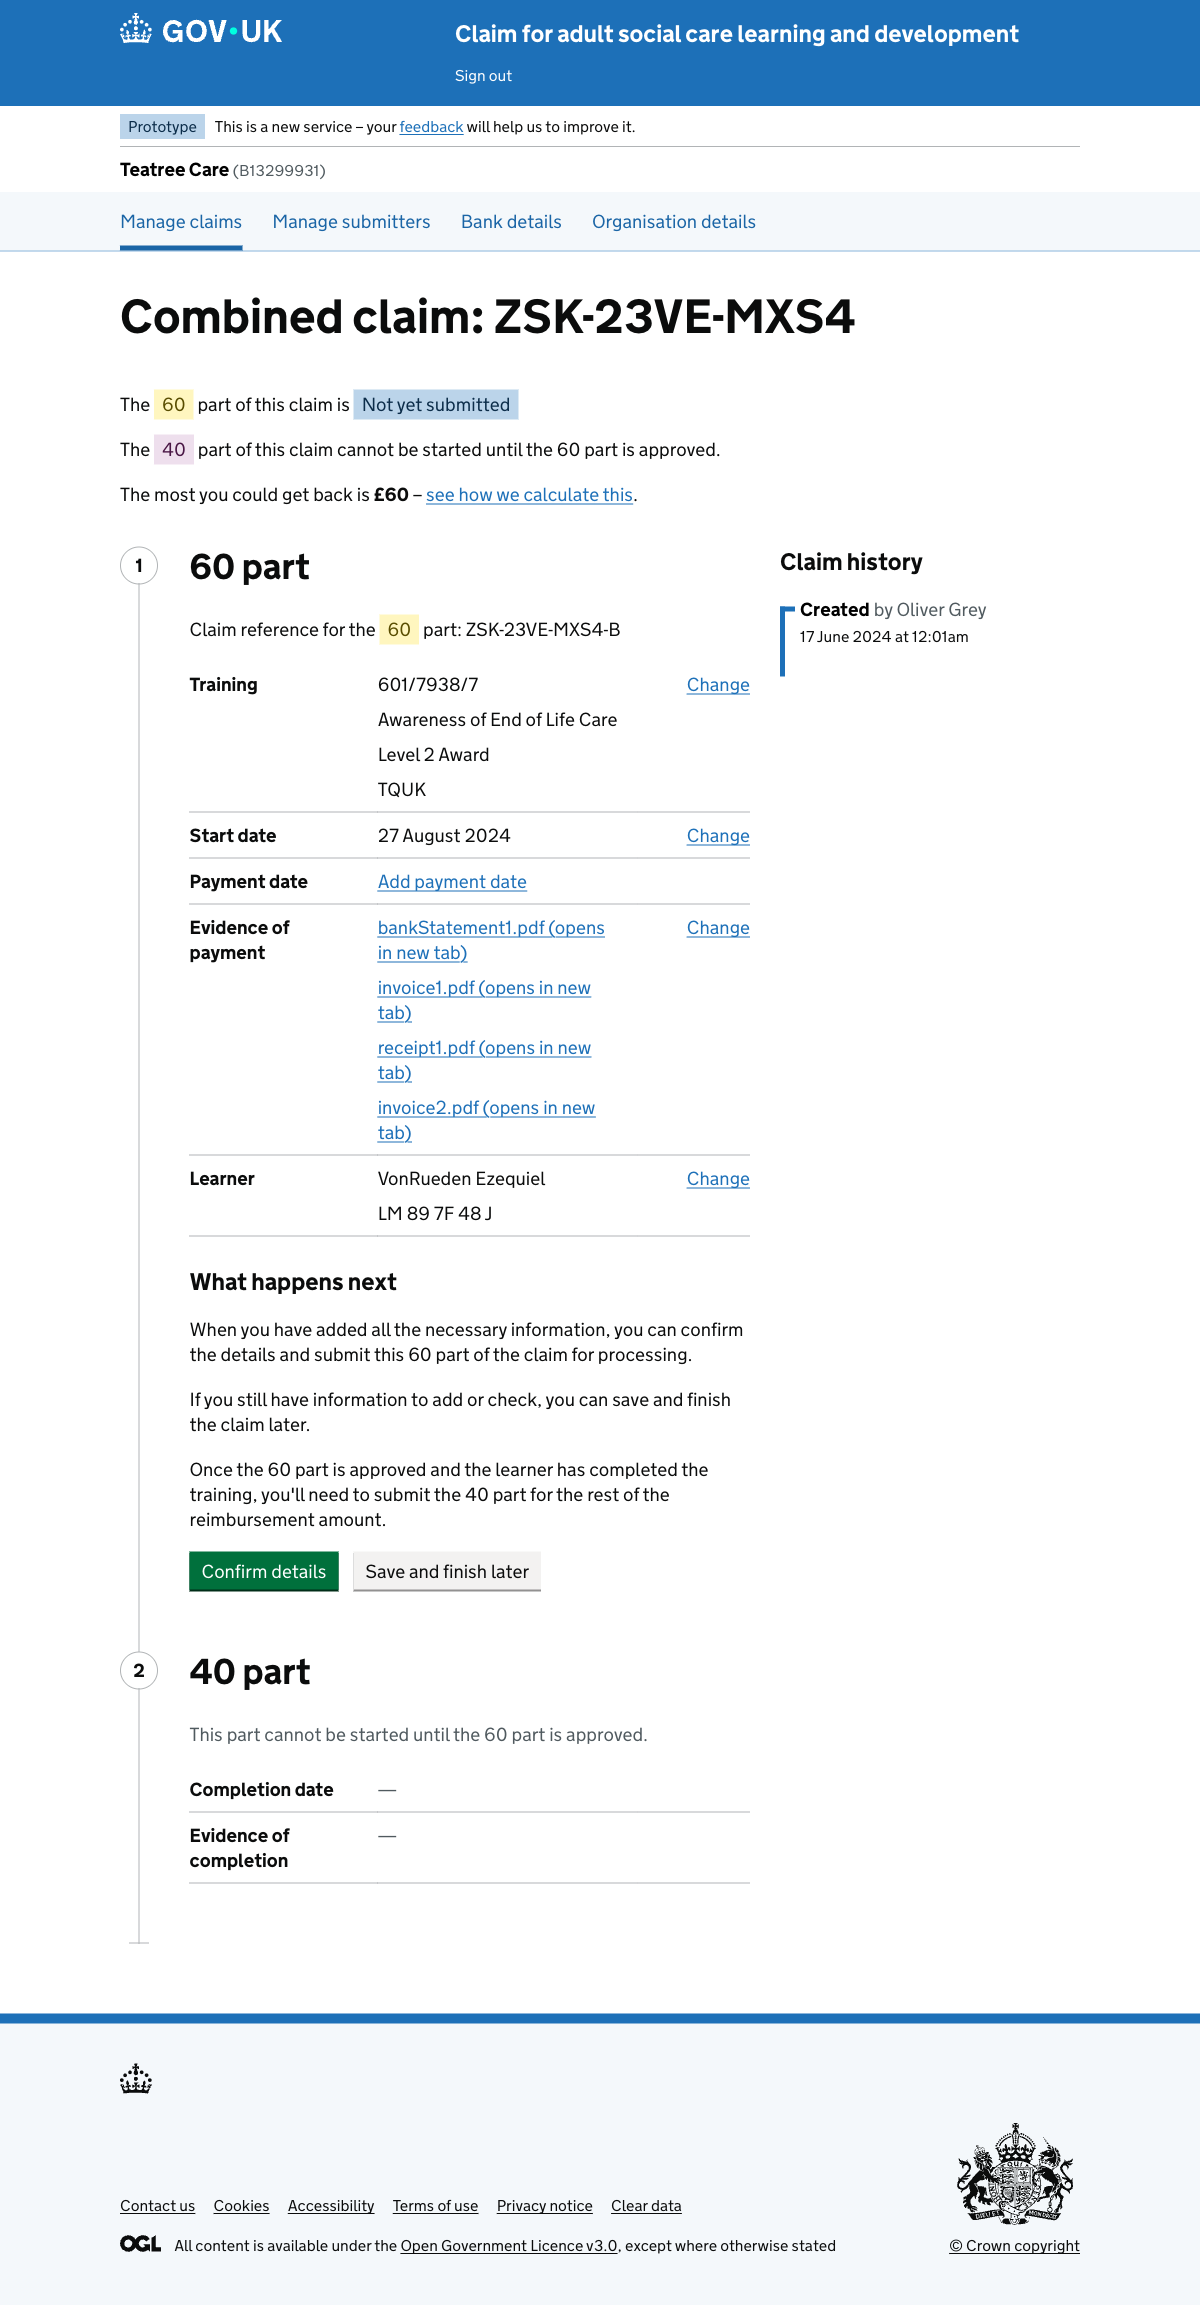 GOV·UK
Claim for adult social care learning and development
Sign out
Prototype This is a new service – your feedback will help us to improve it.
Teatree Care (B13299931)
Manage claims Manage submitters Bank details Organisation details
Combined claim: ZSK-23VE-MXS4
The 60 part of this claim is Not yet submitted
The 40 part of this claim cannot be started until the 60 part is approved.
The most you could get back is £60 – see how we calculate this.
1 60 part
Claim reference for the 60 part: ZSK-23VE-MXS4-B
Training 601/7938/7 Change
Awareness of End of Life Care
Level 2 Award
TQUK
Start date 27 August 2024 Change
Payment date Add payment date
Evidence of payment bankStatement1.pdf (opens in new tab) Change
invoice1.pdf (opens in new tab)
receipt1.pdf (opens in new tab)
invoice2.pdf (opens in new tab)
Learner VonRueden Ezequiel Change
LM 89 7F 48 J
What happens next
When you have added all the necessary information, you can confirm
the details and submit this 60 part of the claim for processing.
If you still have information to add or check, you can save and finish
the claim later.
Once the 60 part is approved and the learner has completed the
training, you'll need to submit the 40 part for the rest of the
reimbursement amount.
Confirm details Save and finish later
2 40 part
This part cannot be started until the 60 part is approved.
Completion date —
Evidence of completion —
Claim history
Created by Oliver Grey
17 June 2024 at 12:01am
Contact us Cookies Accessibility Terms of use Privacy notice Clear data
OGL All content is available under the Open Government Licence v3.0, except where otherwise stated
© Crown copyright